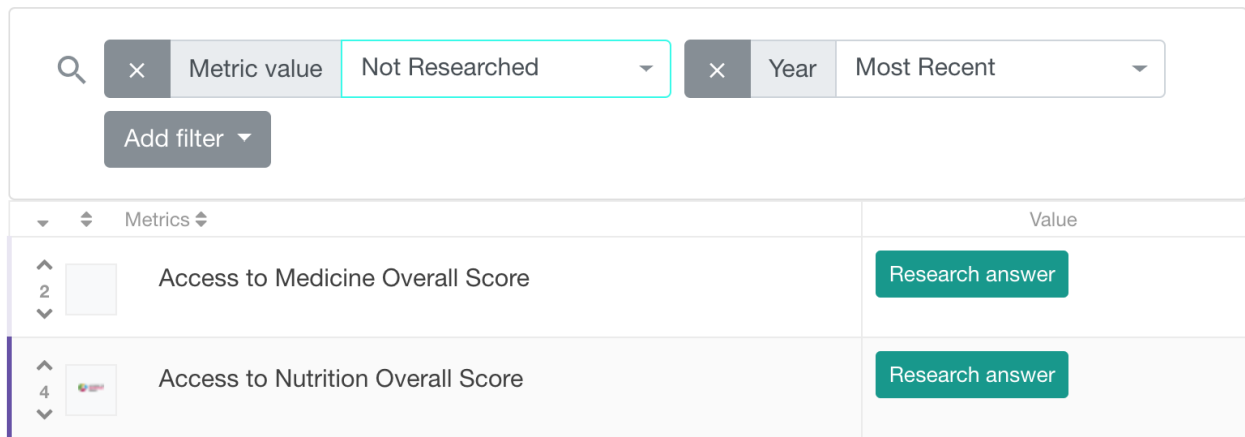 Metric value Not Researched Year Most Recent
Add filter
Metrics Value
2 Access to Medicine Overall Score Research answer
4 Access to Nutrition Overall Score Research answer